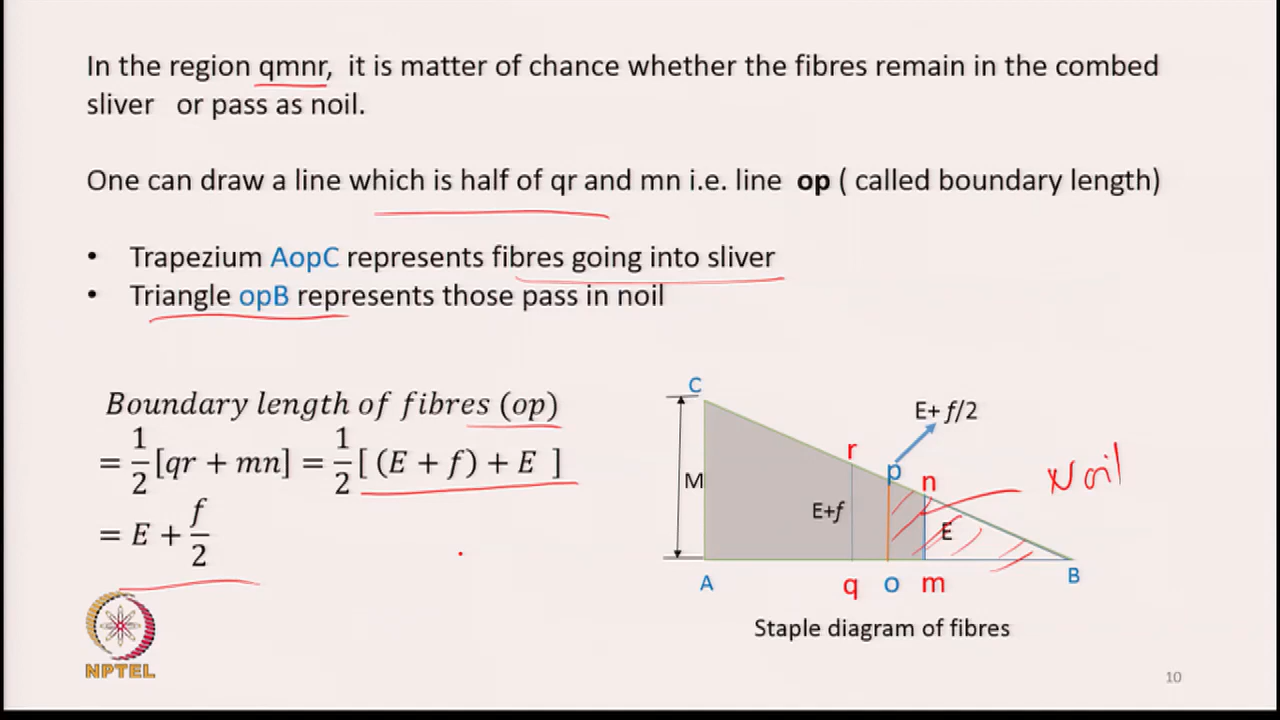 In the region qmnr, it is matter of chance whether the fibres remain in the combed
sliver or pass as noil.
One can draw a line which is half of qr and mn i.e. line op ( called boundary length)
• Trapezium AopC represents fibres going into sliver
• Triangle opB represents those pass in noil
Boundary length of fibres (op)
= 1/2 [qr + mn] = 1/2 [ (E + f) + E ]
= E + f/2
C
E+ f/2
r
p
n
Noil
M
E+f
E
A
q
o
m
B
Staple diagram of fibres
NPTEL
10